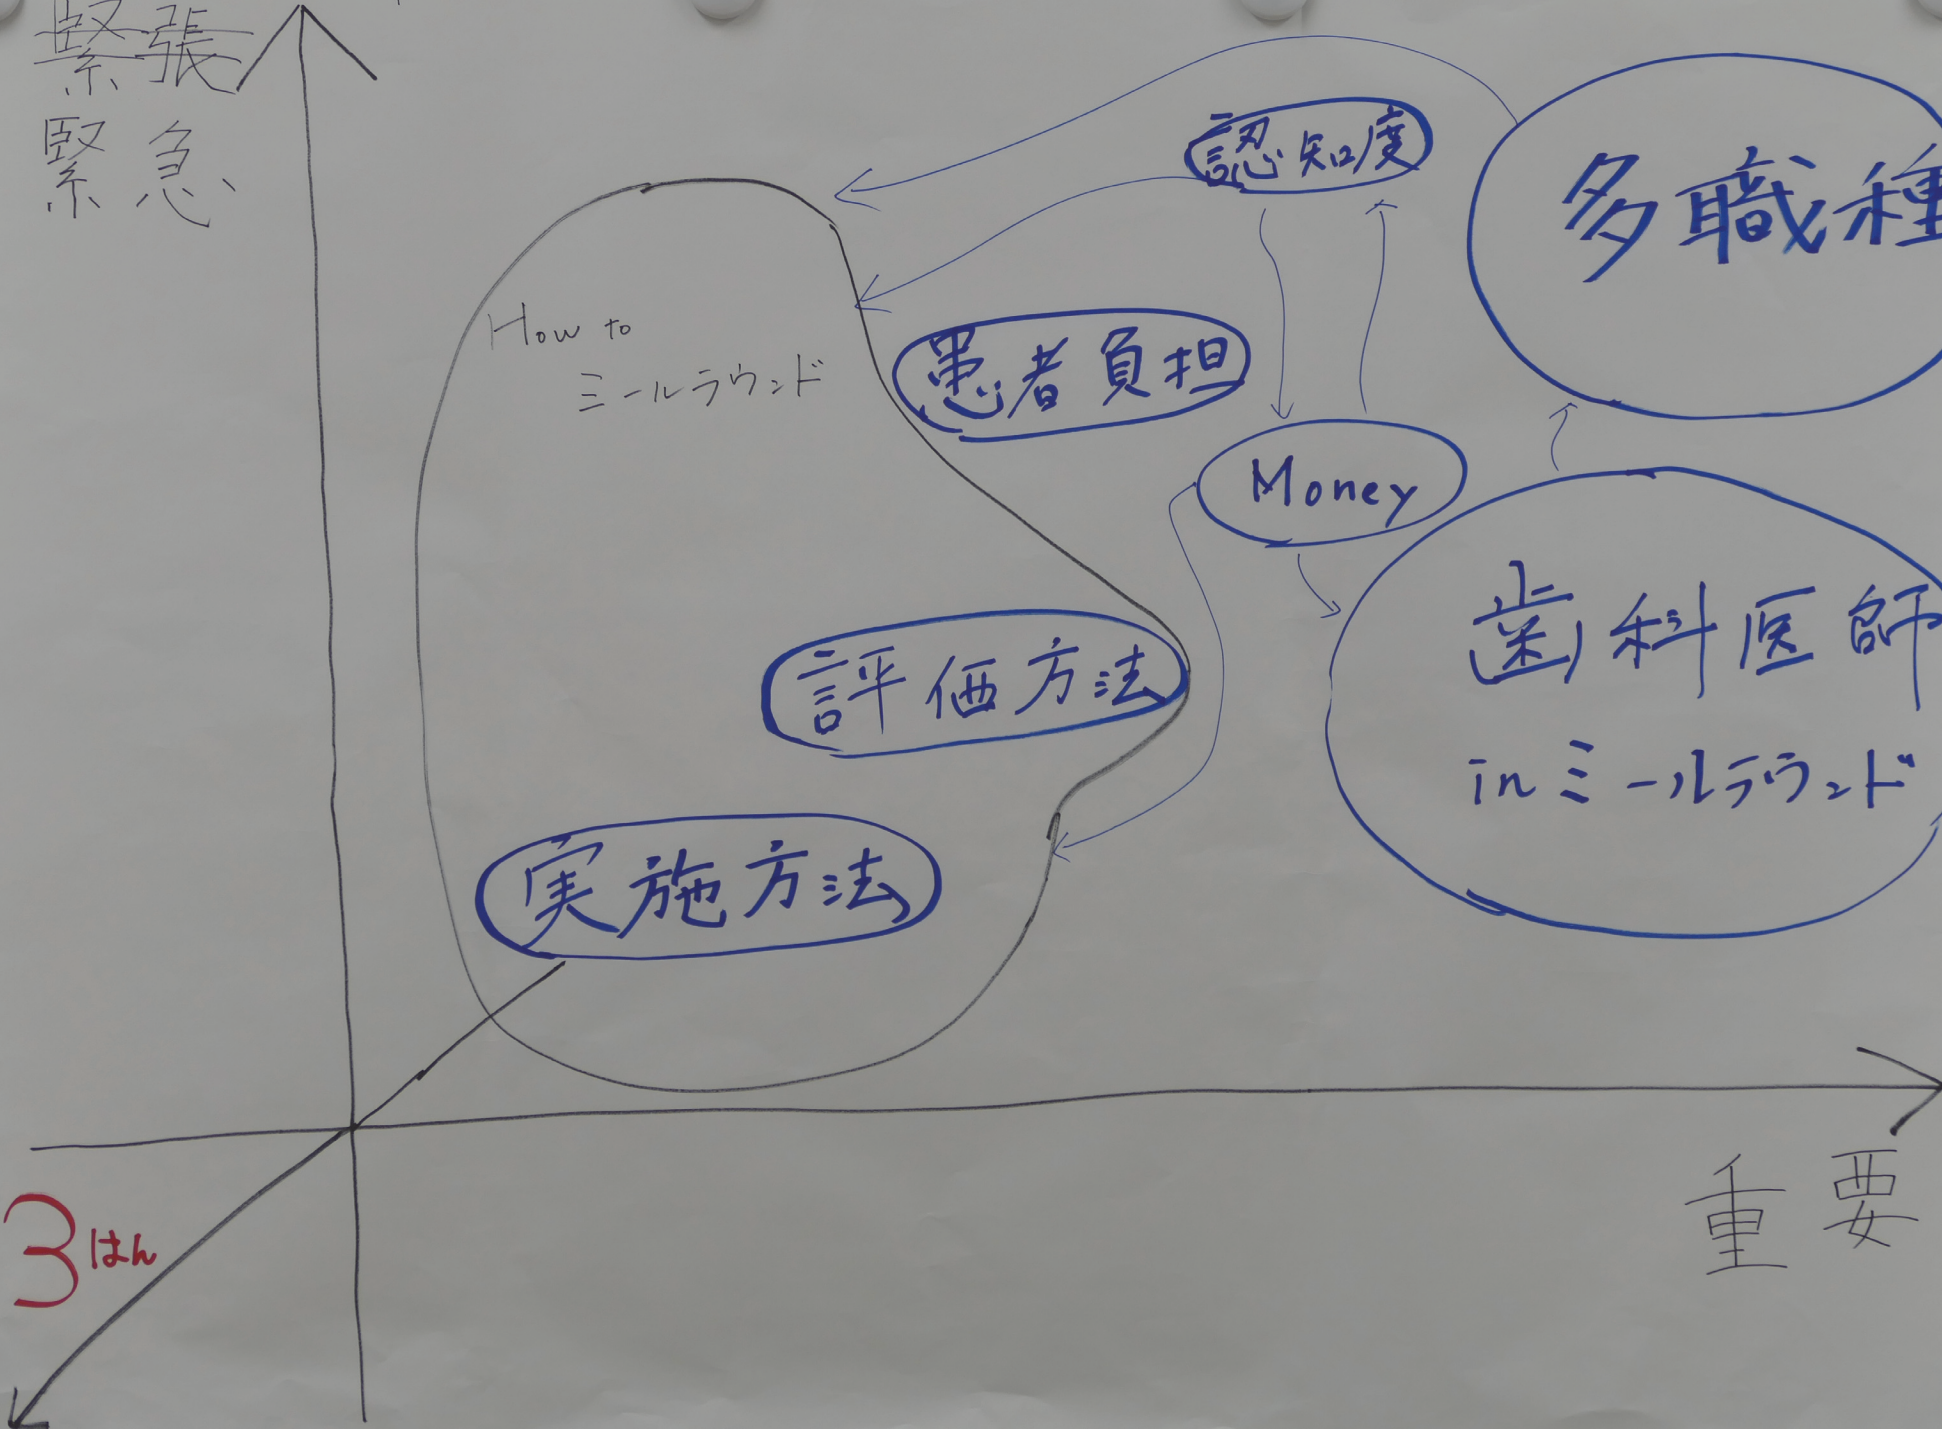 緊張
緊急
認知度
多職種
How to
ミールラウンド
患者負担
Money
歯科医師
inミールラウンド
評価方法
実施方法
重要
3はん